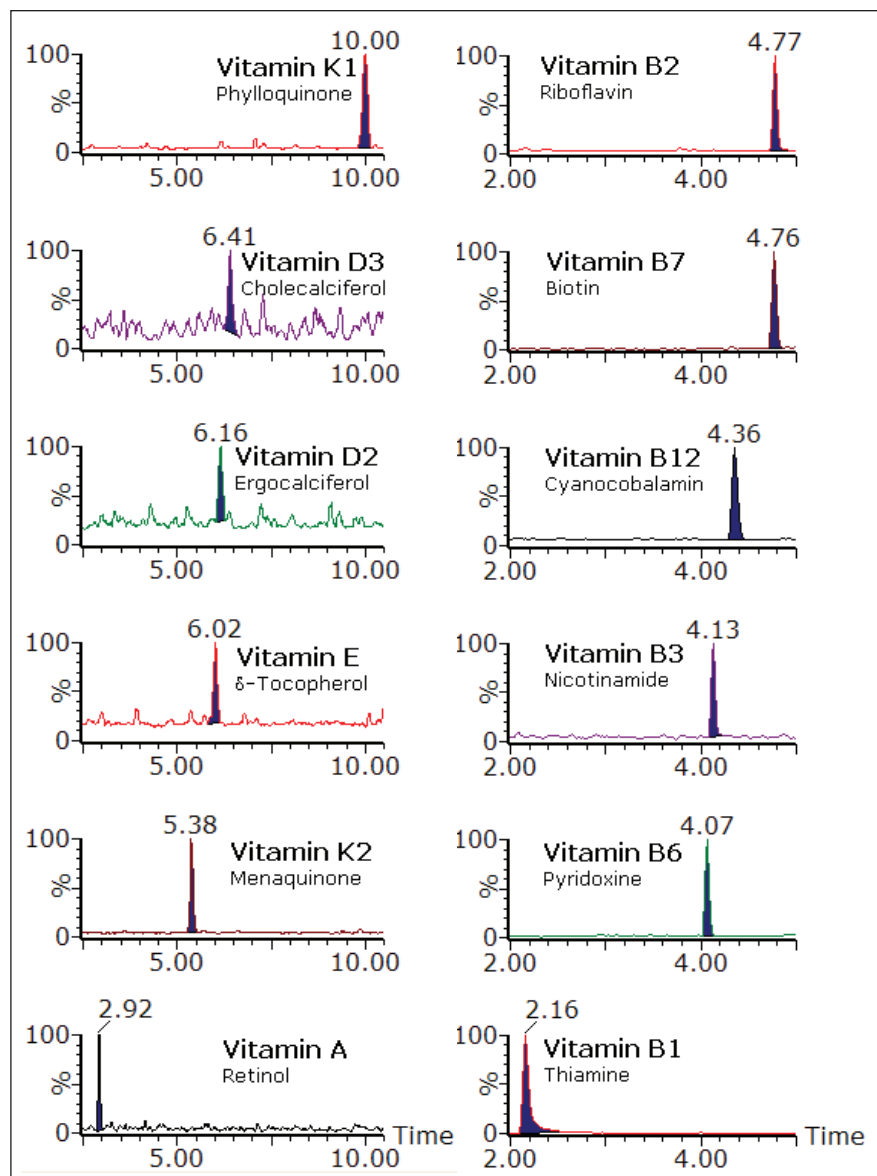 10.00
100
Vitamin K1
Phylloquinone
%
0
5.00 10.00
6.41
100
Vitamin D3
Cholecalciferol
%
0
5.00 10.00
6.16
100
Vitamin D2
Ergocalciferol
%
0
5.00 10.00
6.02
100
Vitamin E
δ-Tocopherol
%
0
5.00 10.00
5.38
100
Vitamin K2
Menaquinone
%
0
5.00 10.00
2.92
100
Vitamin A
Retinol
%
0
Time
5.00 10.00
4.77
100
Vitamin B2
Riboflavin
%
0
2.00 4.00
4.76
100
Vitamin B7
Biotin
%
0
2.00 4.00
4.36
100
Vitamin B12
Cyanocobalamin
%
0
2.00 4.00
4.13
100
Vitamin B3
Nicotinamide
%
0
2.00 4.00
4.07
100
Vitamin B6
Pyridoxine
%
0
2.00 4.00
2.16
100
Vitamin B1
Thiamine
%
0
Time
2.00 4.00